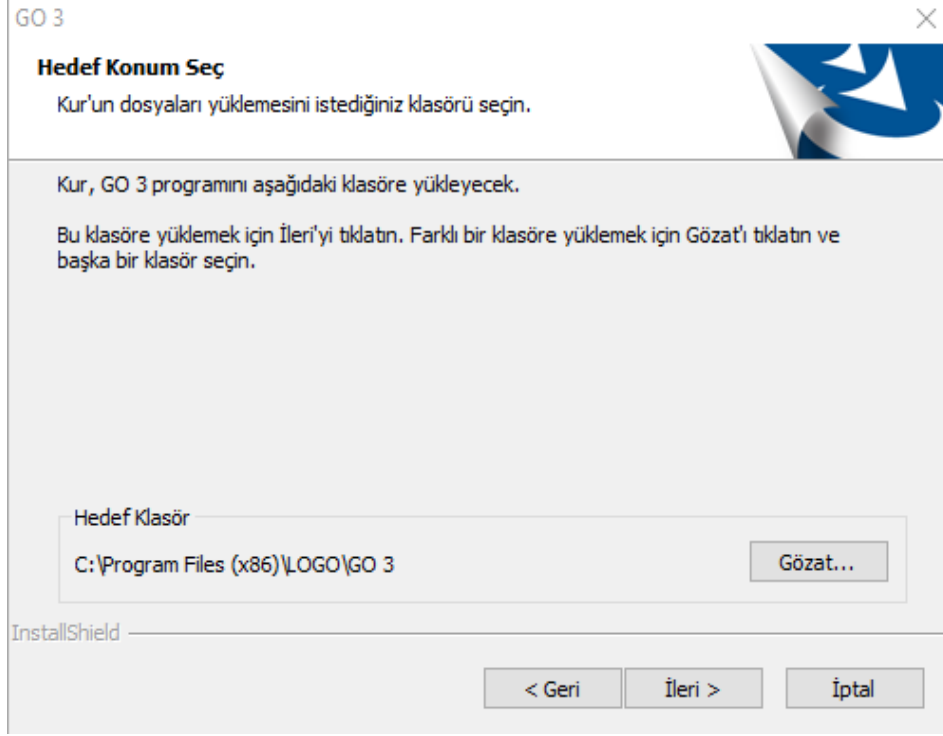 GO 3
Hedef Konum Seç
Kur'un dosyaları yüklemesini istediğiniz klasörü seçin.
Kur, GO 3 programını aşağıdaki klasöre yükleyecek.
Bu klasöre yüklemek için İleri'yi tıklatın. Farklı bir klasöre yüklemek için Gözat'ı tıklatın ve
başka bir klasör seçin.
Hedef Klasör
C:\Program Files (x86)\LOGO\GO 3
Gözat...
InstallShield
< Geri
İleri >
İptal